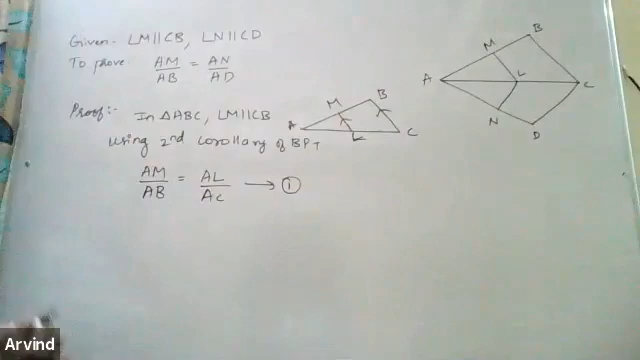 Given:- LM||CB, LN||CD
To prove AM/AB = AN/AD
Proof:- In △ABC, LM||CB
using 2nd corollary of BPT
AM/AB = AL/AC → ①
A M B L C
A M B L C N D
Arvind